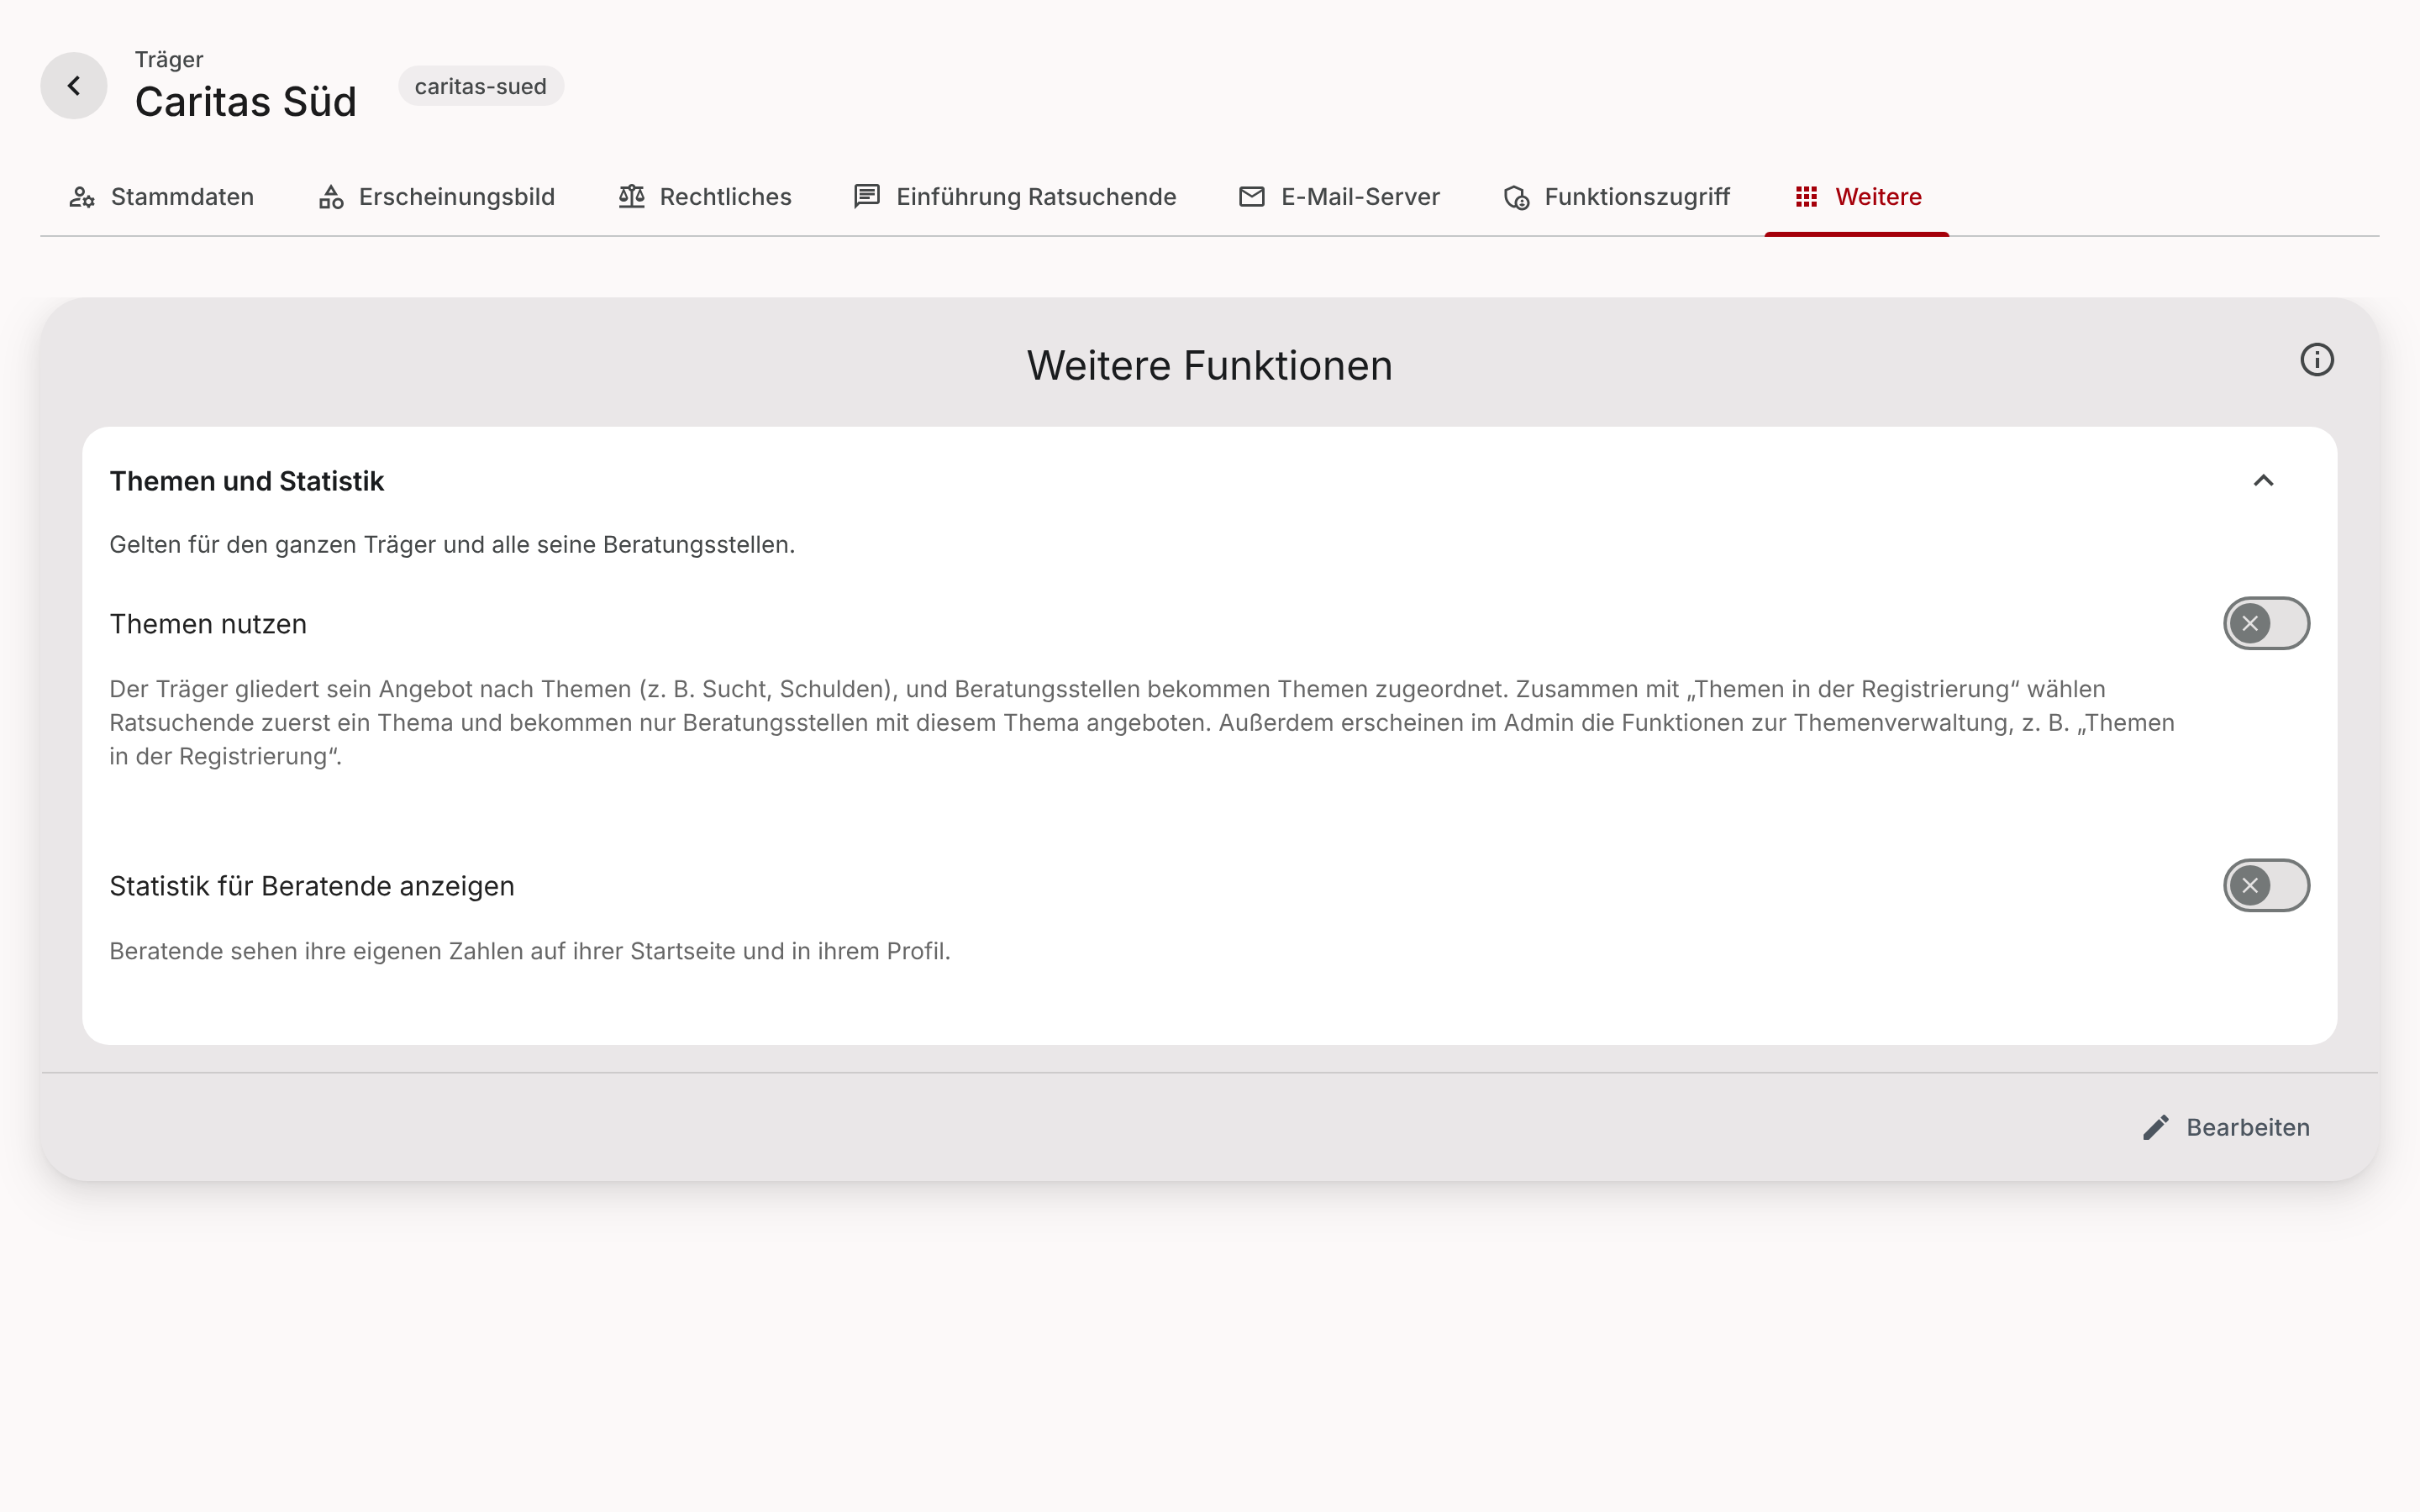 Träger
Caritas Süd
caritas-sued
Stammdaten
Erscheinungsbild
Rechtliches
Einführung Ratsuchende
E-Mail-Server
Funktionszugriff
Weitere
Weitere Funktionen
Themen und Statistik
Gelten für den ganzen Träger und alle seine Beratungsstellen.
Themen nutzen
Der Träger gliedert sein Angebot nach Themen (z. B. Sucht, Schulden), und Beratungsstellen bekommen Themen zugeordnet. Zusammen mit „Themen in der Registrierung“ wählen
Ratsuchende zuerst ein Thema und bekommen nur Beratungsstellen mit diesem Thema angeboten. Außerdem erscheinen im Admin die Funktionen zur Themenverwaltung, z. B. „Themen
in der Registrierung“.
Statistik für Beratende anzeigen
Beratende sehen ihre eigenen Zahlen auf ihrer Startseite und in ihrem Profil.
Bearbeiten